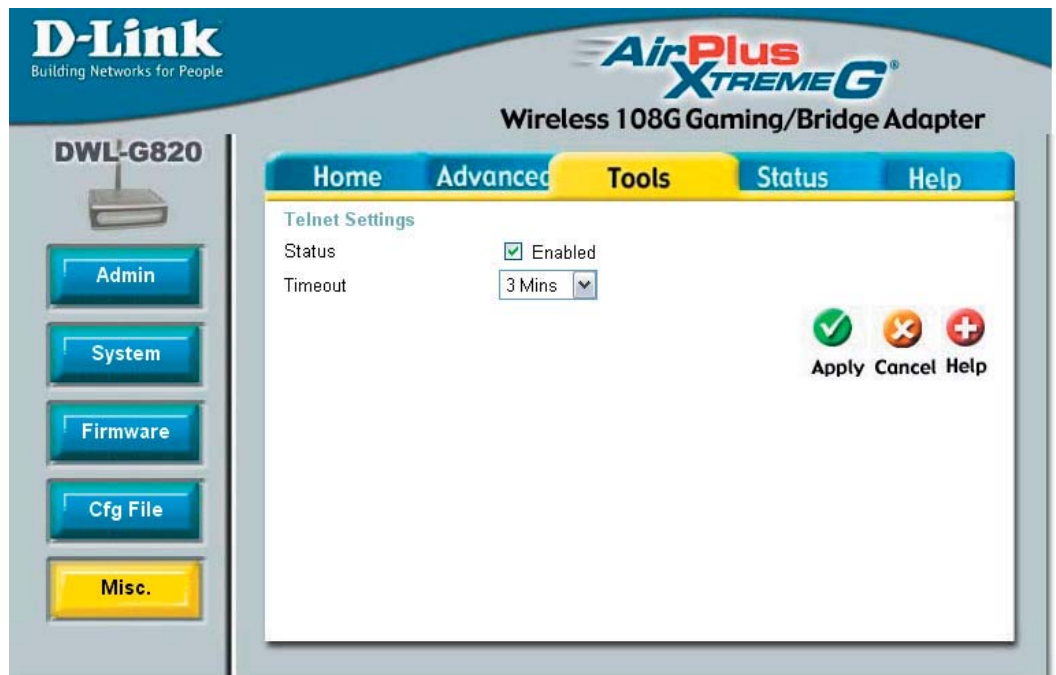 D-Link
Building Networks for People
AirPlus
XTREME G®
Wireless 108G Gaming/Bridge Adapter
DWL-G820
Home Advanced Tools Status Help
Telnet Settings
Status Enabled
Timeout 3 Mins
Apply Cancel Help
Admin
System
Firmware
Cfg File
Misc.